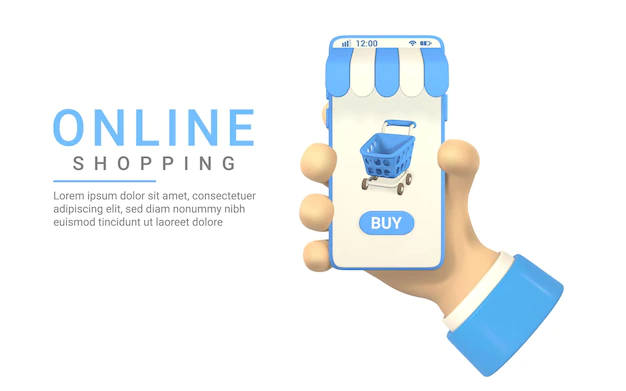 ONLINE
SHOPPING
Lorem ipsum dolor sit amet, consectetuer
adipiscing elit, sed diam nonummy nibh
euismod tincidunt ut laoreet dolore
12:00
BUY